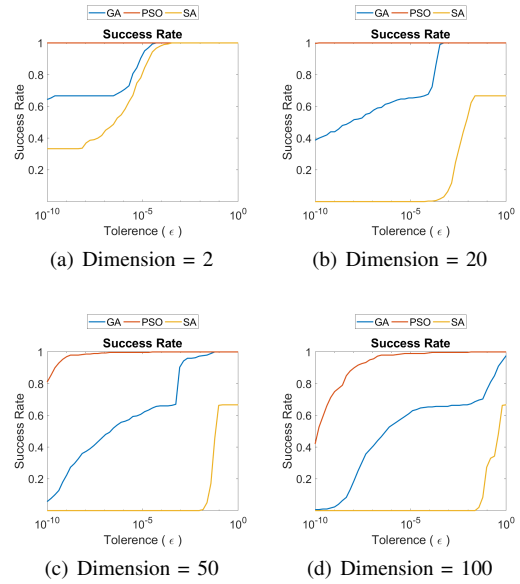 GA PSO SA
Success Rate
Success Rate
1
0.8
0.6
0.4
0.2
10^-10 10^-5 10^0
Tolerence ( ϵ )
(a) Dimension = 2
GA PSO SA
Success Rate
Success Rate
1
0.8
0.6
0.4
0.2
10^-10 10^-5 10^0
Tolerence ( ϵ )
(b) Dimension = 20
GA PSO SA
Success Rate
Success Rate
1
0.8
0.6
0.4
0.2
10^-10 10^-5 10^0
Tolerence ( ϵ )
(c) Dimension = 50
GA PSO SA
Success Rate
Success Rate
1
0.8
0.6
0.4
0.2
10^-10 10^-5 10^0
Tolerence ( ϵ )
(d) Dimension = 100